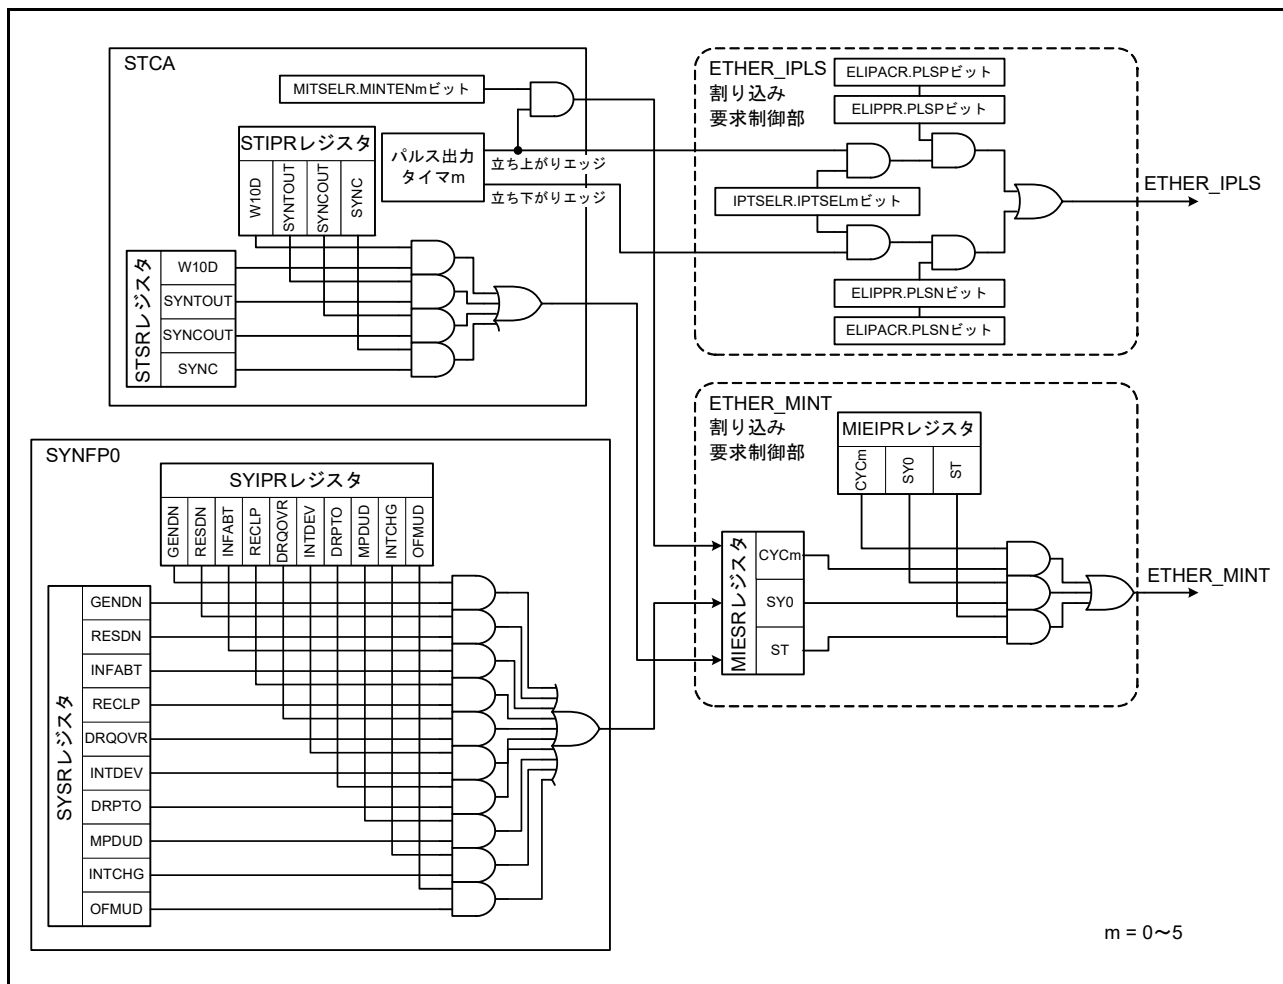 STCA
MITSELR.MINTENmビット
STIPRレジスタ
W10D
SYNTOUT
SYNCOUT
SYNC
パルス出力
タイマm
立ち上がりエッジ
立ち下がりエッジ
STSRレジスタ
W10D
SYNTOUT
SYNCOUT
SYNC
ETHER_IPLS
割り込み
要求制御部
ELIPACR.PLSPビット
ELIPPR.PLSPビット
IPTSELR.IPTSELmビット
ELIPPR.PLSNビット
ELIPACR.PLSNビット
ETHER_IPLS
SYNFP0
SYIPRレジスタ
GENDN
RESDN
INFABT
RECLP
DRQOVR
INTDEV
DRPTO
MPDUD
INTCHG
OFMUD
SYSRレジスタ
GENDN
RESDN
INFABT
RECLP
DRQOVR
INTDEV
DRPTO
MPDUD
INTCHG
OFMUD
ETHER_MINT
割り込み
要求制御部
MIEIPRレジスタ
CYCm
SY0
ST
MIESRレジスタ
CYCm
SY0
ST
ETHER_MINT
m = 0～5